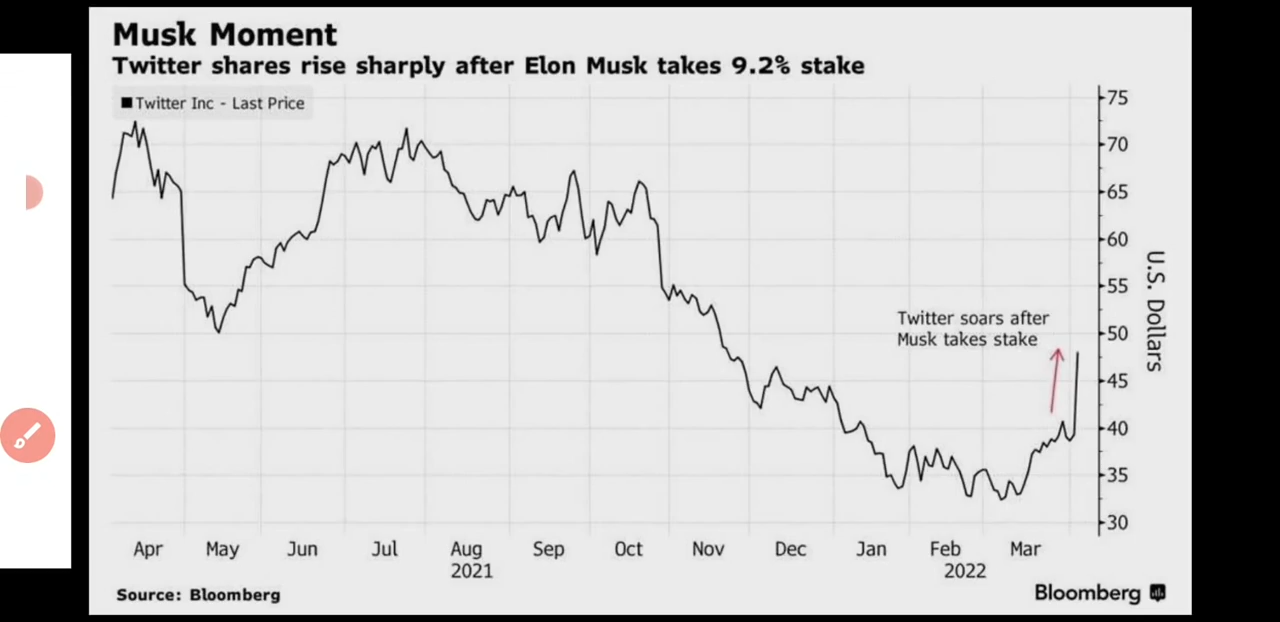 Musk Moment
Twitter shares rise sharply after Elon Musk takes 9.2% stake
Twitter Inc - Last Price
75
70
65
60
55
50
45
40
35
30
U.S. Dollars
Twitter soars after
Musk takes stake
Apr May Jun Jul Aug Sep Oct Nov Dec Jan Feb Mar
2021 2022
Source: Bloomberg
Bloomberg